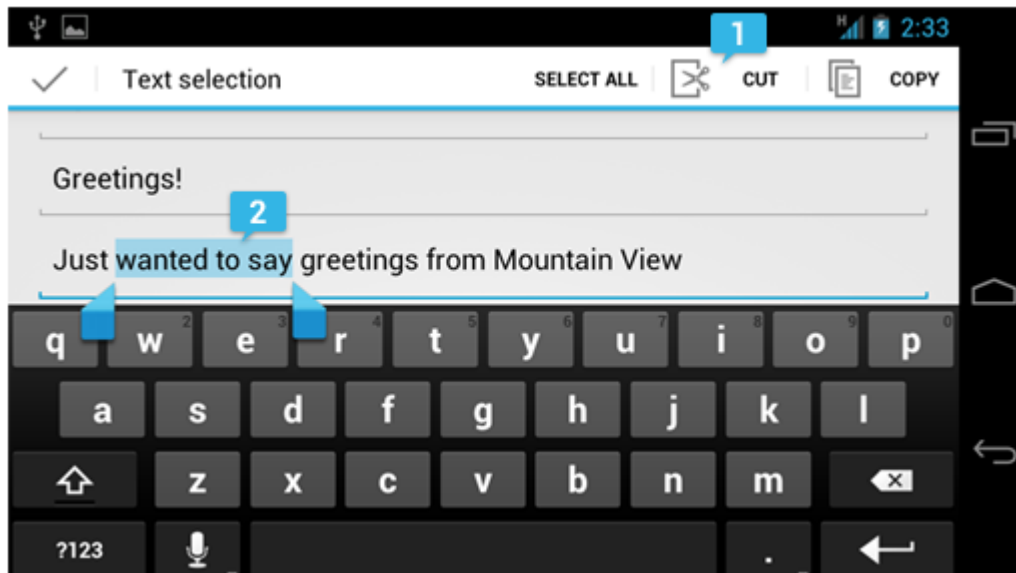 H 2:33
1
Text selection SELECT ALL CUT COPY
Greetings!
2
Just wanted to say greetings from Mountain View
q w 2 e 3 r 4 t 5 y 6 u 7 i 8 o 9 p 0
a s d f g h j k l
z x c v b n m
?123 .